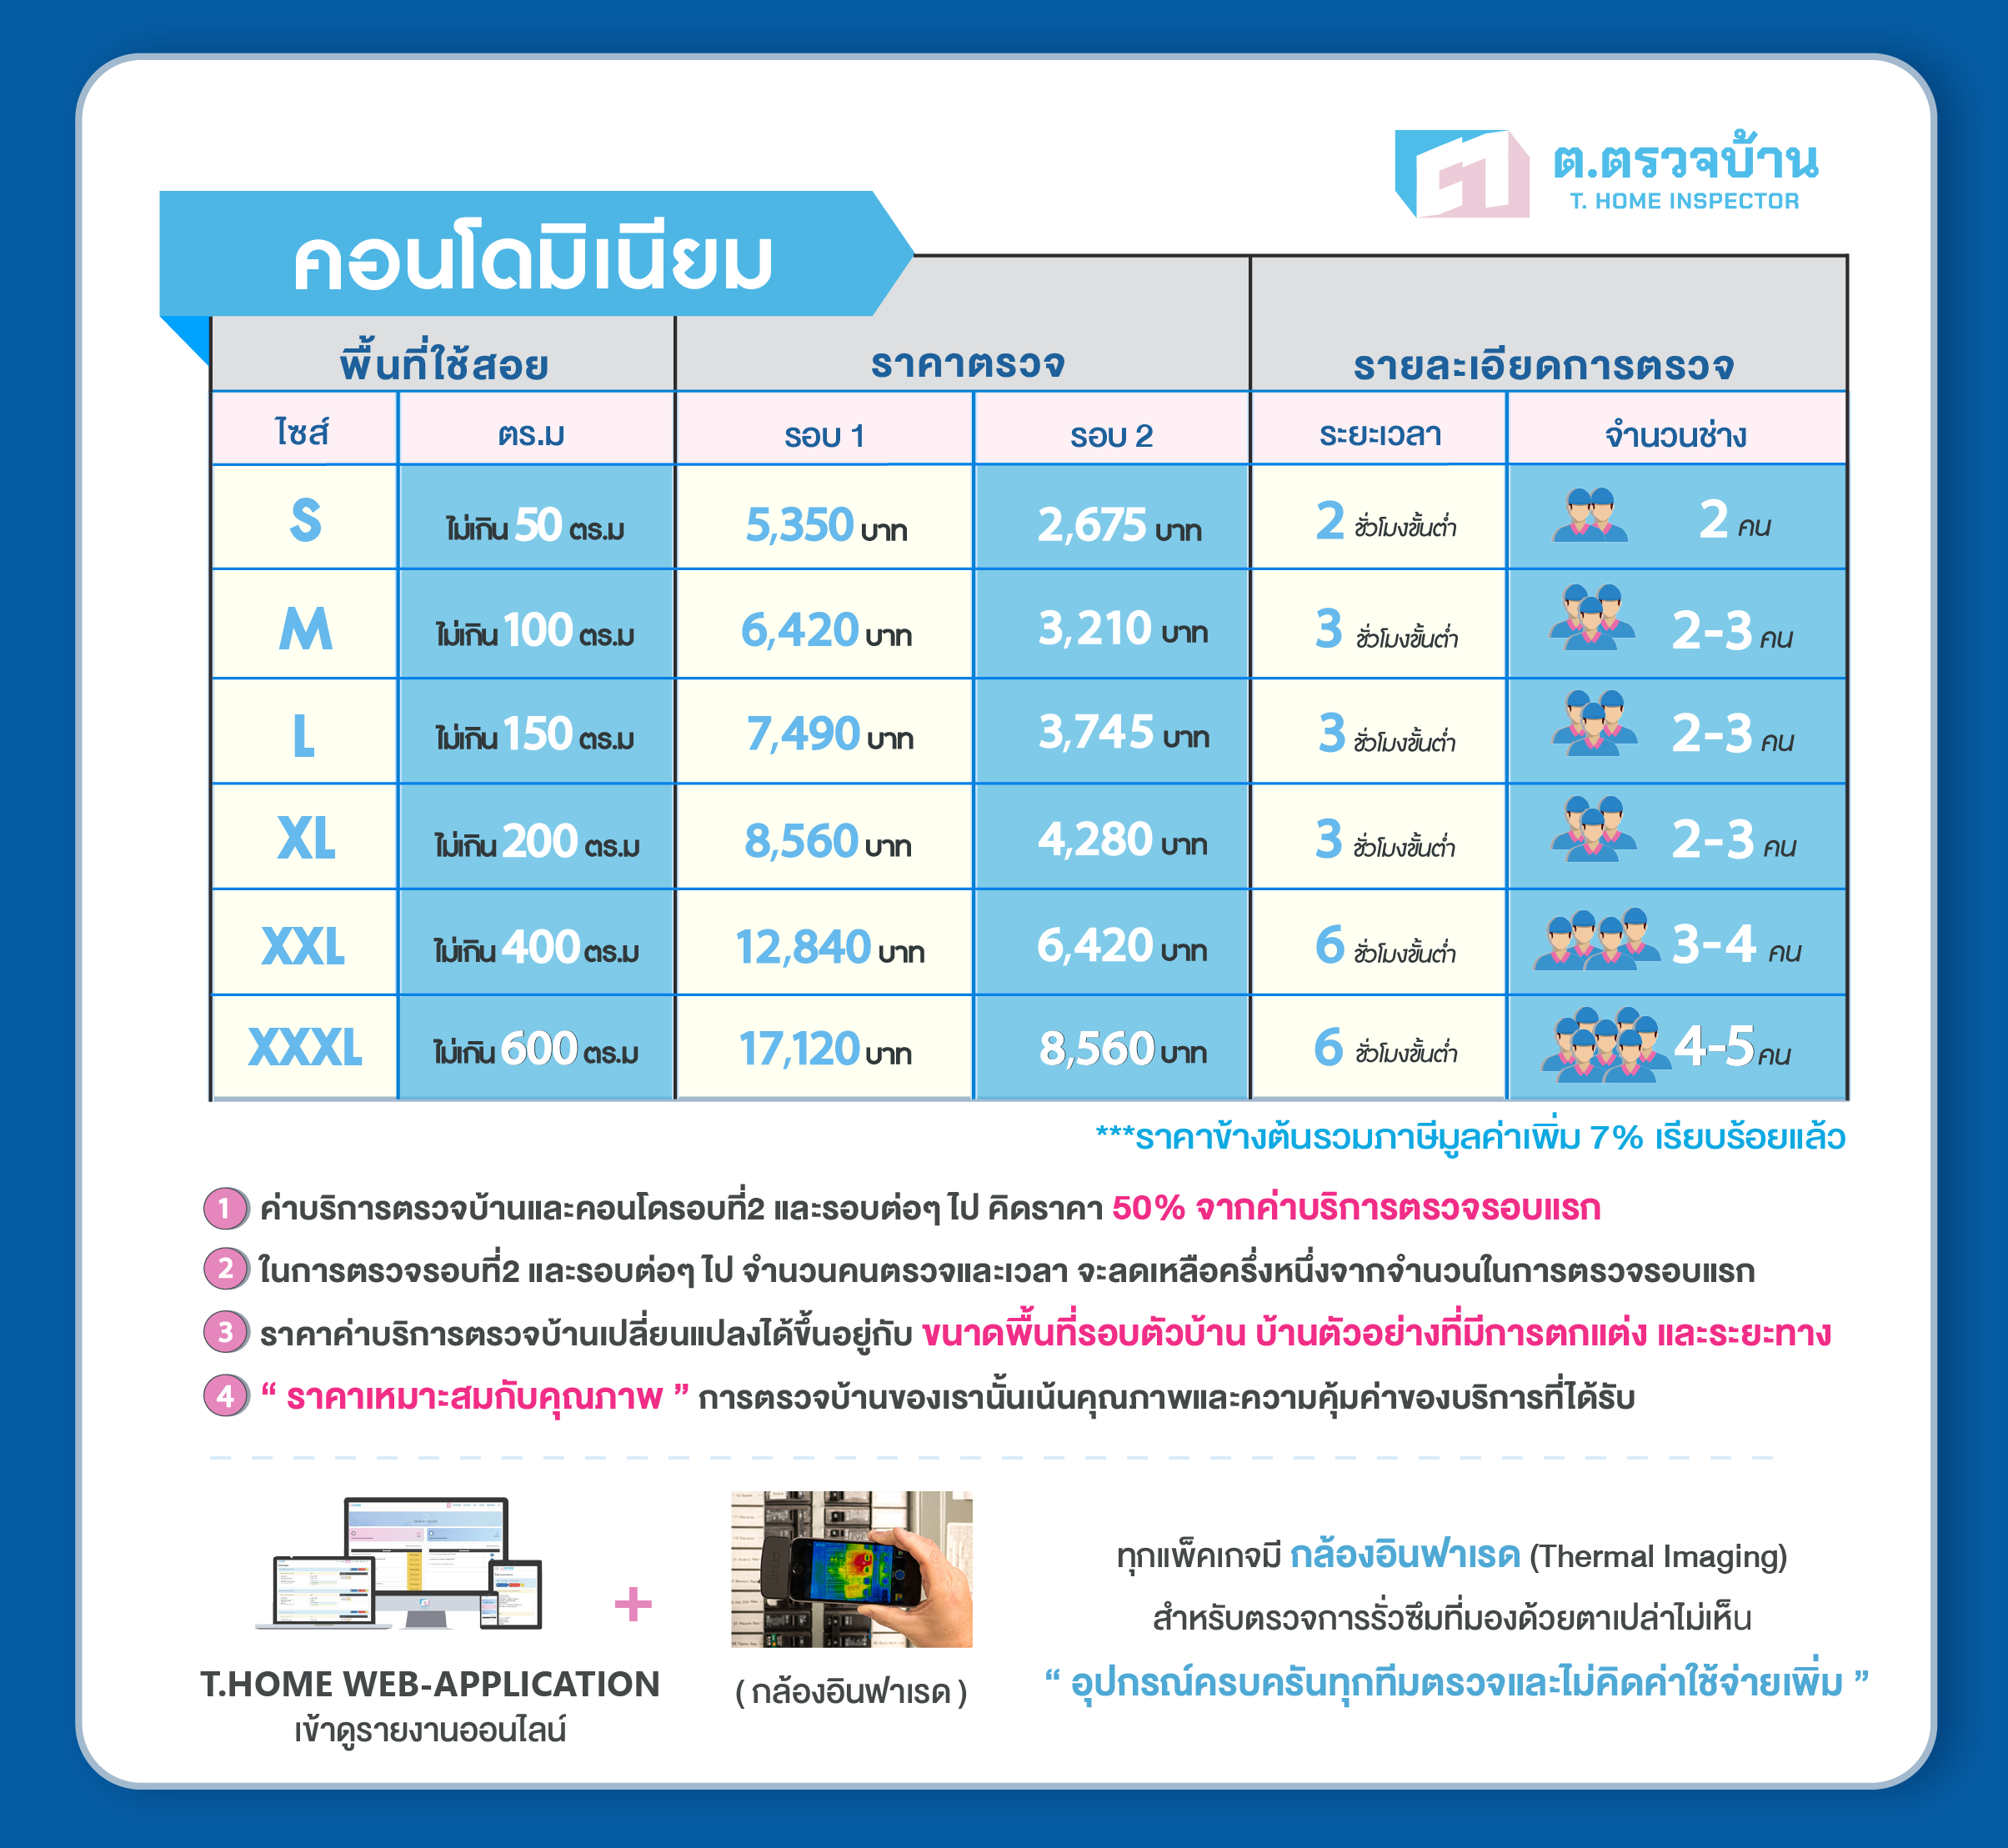 ต.ตรวจบ้าน
T. HOME INSPECTOR
คอนโดมิเนียม
พื้นที่ใช้สอย ราคาตรวจ รายละเอียดการตรวจ
ไซส์ ตร.ม รอบ 1 รอบ 2 ระยะเวลา จำนวนช่าง
S ไม่เกิน 50 ตร.ม 5,350 บาท 2,675 บาท 2 ชั่วโมงขั้นต่ำ 2 คน
M ไม่เกิน 100 ตร.ม 6,420 บาท 3,210 บาท 3 ชั่วโมงขั้นต่ำ 2-3 คน
L ไม่เกิน 150 ตร.ม 7,490 บาท 3,745 บาท 3 ชั่วโมงขั้นต่ำ 2-3 คน
XL ไม่เกิน 200 ตร.ม 8,560 บาท 4,280 บาท 3 ชั่วโมงขั้นต่ำ 2-3 คน
XXL ไม่เกิน 400 ตร.ม 12,840 บาท 6,420 บาท 6 ชั่วโมงขั้นต่ำ 3-4 คน
XXXL ไม่เกิน 600 ตร.ม 17,120 บาท 8,560 บาท 6 ชั่วโมงขั้นต่ำ 4-5 คน
***ราคาข้างต้นรวมภาษีมูลค่าเพิ่ม 7% เรียบร้อยแล้ว
1 ค่าบริการตรวจบ้านและคอนโดรอบที่2 และรอบต่อๆ ไป คิดราคา 50% จากค่าบริการตรวจรอบแรก
2 ในการตรวจรอบที่2 และรอบต่อๆ ไป จำนวนคนตรวจและเวลา จะลดเหลือครึ่งหนึ่งจากจำนวนในการตรวจรอบแรก
3 ราคาค่าบริการตรวจบ้านเปลี่ยนแปลงได้ขึ้นอยู่กับ ขนาดพื้นที่รอบตัวบ้าน บ้านตัวอย่างที่มีการตกแต่ง และระยะทาง
4 “ ราคาเหมาะสมกับคุณภาพ ” การตรวจบ้านของเรานั้นเน้นคุณภาพและความคุ้มค่าของบริการที่ได้รับ
+
T.HOME WEB-APPLICATION
เข้าดูรายงานออนไลน์
( กล้องอินฟาเรด )
ทุกแพ็คเกจมี กล้องอินฟาเรด (Thermal Imaging)
สำหรับตรวจการรั่วซึมที่มองด้วยตาเปล่าไม่เห็น
“ อุปกรณ์ครบครันทุกทีมตรวจและไม่คิดค่าใช้จ่ายเพิ่ม ”